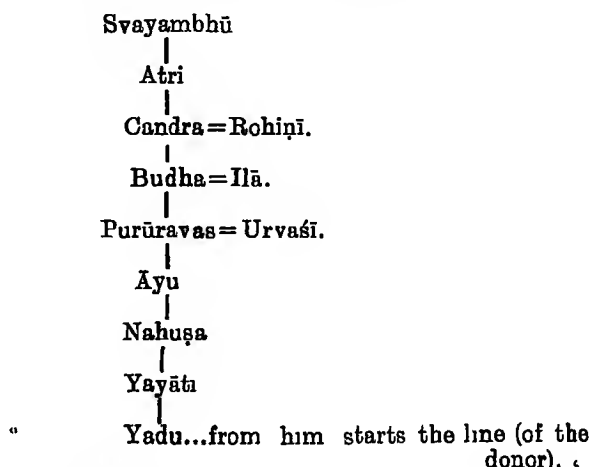 Svayambhū
Atri
Candra=Rohiṇī.
Budha=Ilā.
Purūravas=Urvaśī.
Āyu
Nahuṣa
Yayāti
Yadu...from him starts the line (of the
donor).